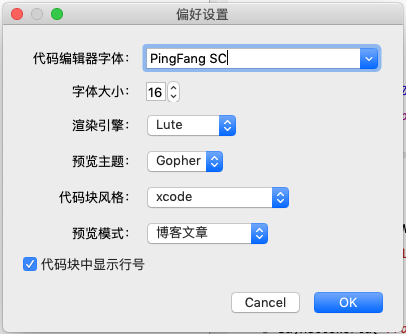 偏好设置
代码编辑器字体： PingFang SC
字体大小： 16
渲染引擎： Lute
预览主题： Gopher
代码块风格： xcode
预览模式： 博客文章
代码块中显示行号
Cancel OK